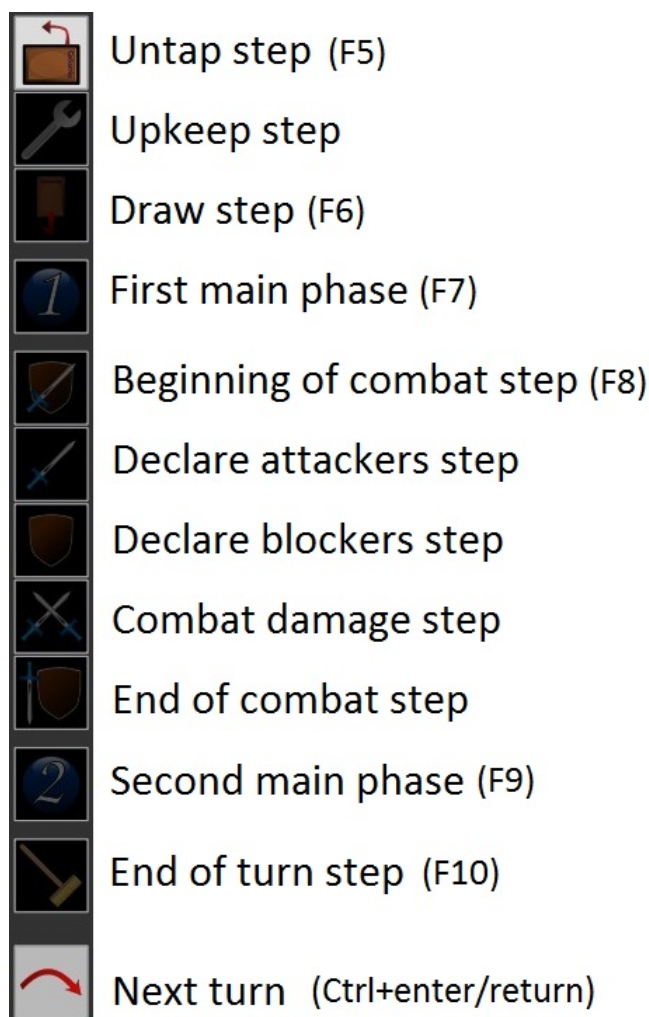 Untap step (F5)
Upkeep step
Draw step (F6)
1 First main phase (F7)
Beginning of combat step (F8)
Declare attackers step
Declare blockers step
Combat damage step
End of combat step
2 Second main phase (F9)
End of turn step (F10)
Next turn (Ctrl+enter/return)